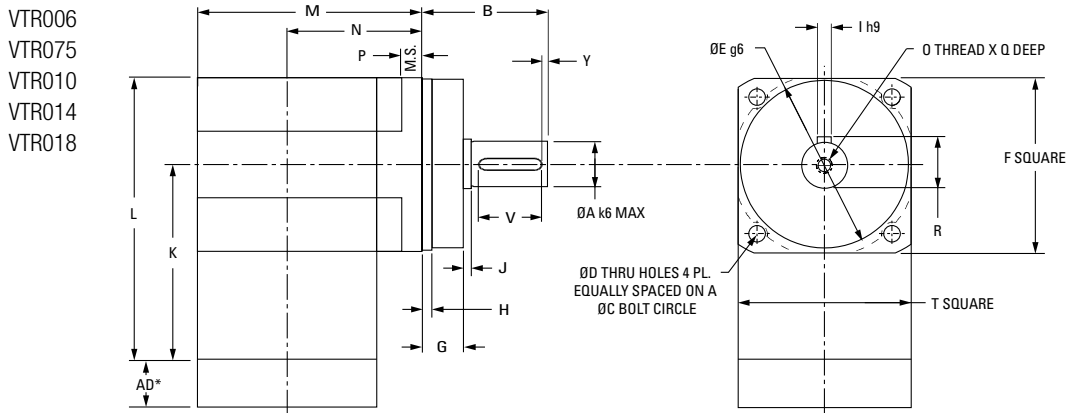 VTR006
VTR075
VTR010
VTR014
VTR018
M
B
N
P
M.S.
Y
L
K
V
ØA k6 MAX
J
H
G
AD*
I h9
ØE g6
O THREAD X Q DEEP
F SQUARE
R
ØD THRU HOLES 4 PL.
EQUALLY SPACED ON A
ØC BOLT CIRCLE
T SQUARE